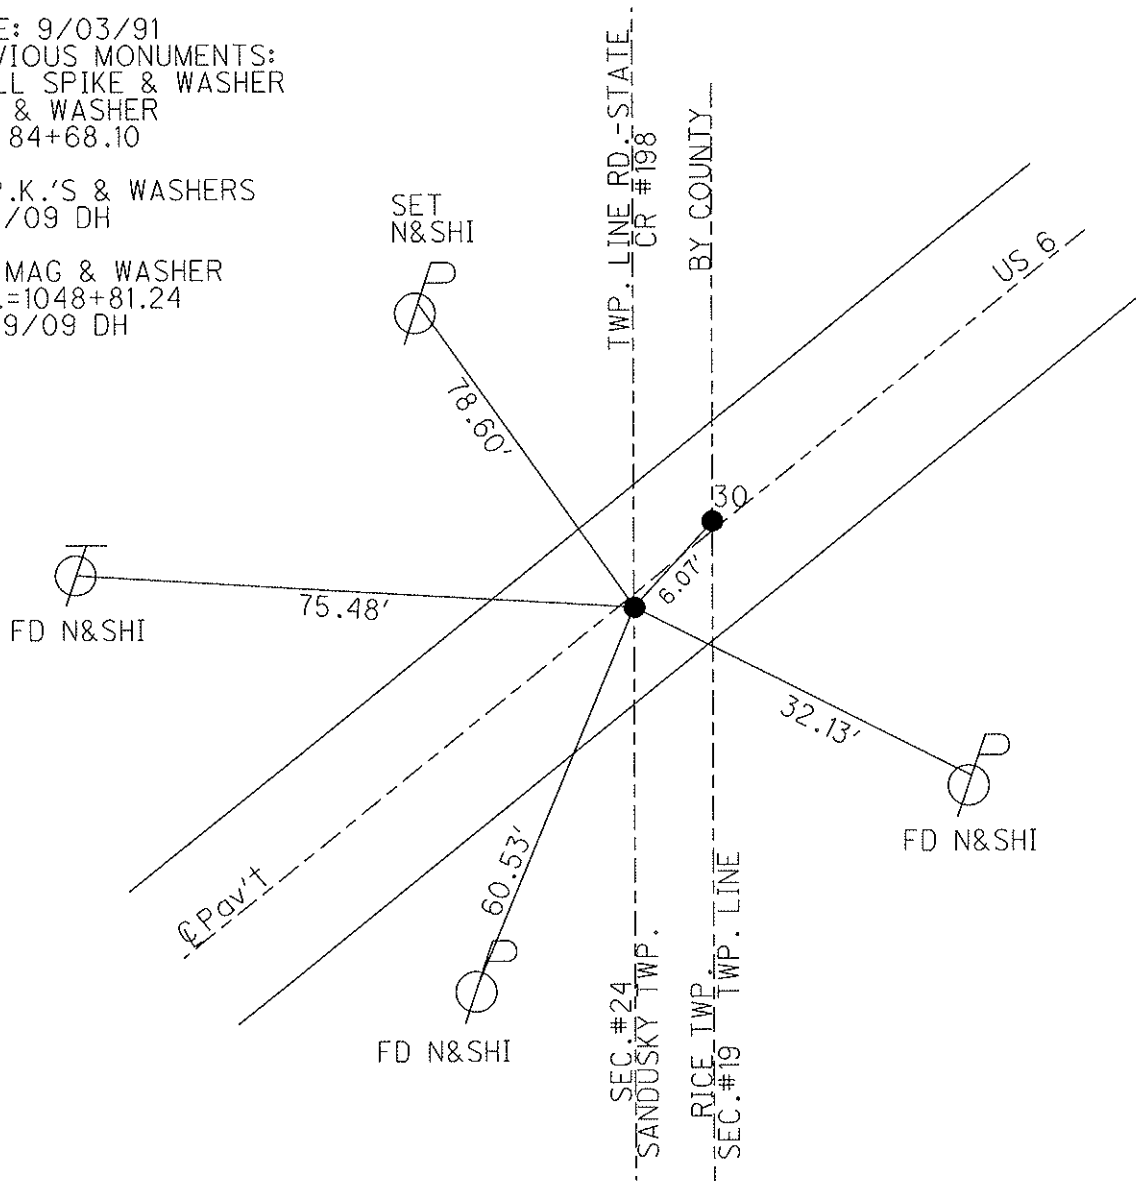 E: 9/03/91
VIOUS MONUMENTS:
LL SPIKE & WASHER
& WASHER
84+68.10
P.K.'S & WASHERS
/09 DH
MAG & WASHER
.=1048+81.24
9/09 DH
SET
N&SHI
TWP. LINE RD.-STATE
CR #198
BY COUNTY
US 6
78.60'
30
6.07'
75.48'
FD N&SHI
32.13'
FD N&SHI
60.53'
℄ Pav't
FD N&SHI
SEC.#24
SANDUSKY TWP.
RICE TWP.
SEC.#19 TWP. LINE